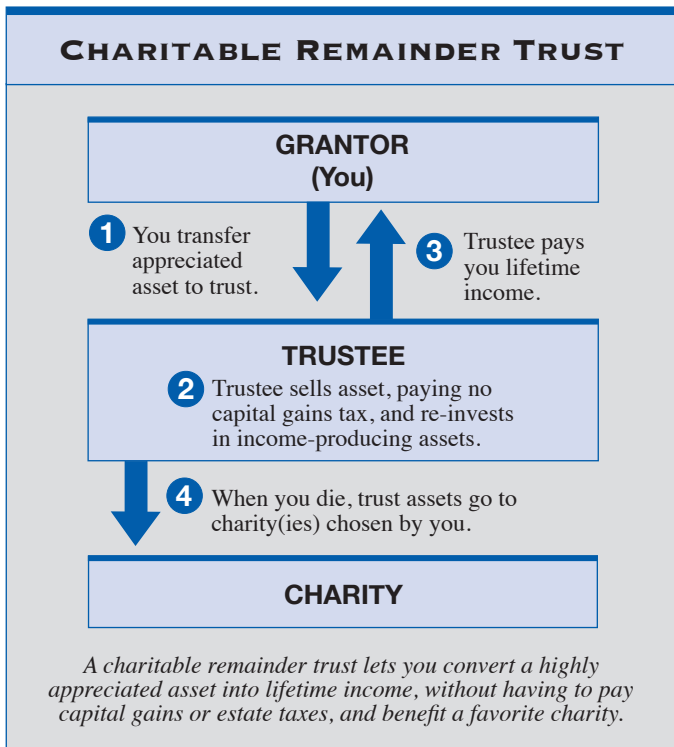 CHARITABLE REMAINDER TRUST
GRANTOR
(You)
1 You transfer
appreciated
asset to trust.
3 Trustee pays
you lifetime
income.
TRUSTEE
2 Trustee sells asset, paying no
capital gains tax, and re-invests
in income-producing assets.
4 When you die, trust assets go to
charity(ies) chosen by you.
CHARITY
A charitable remainder trust lets you convert a highly
appreciated asset into lifetime income, without having to pay
capital gains or estate taxes, and benefit a favorite charity.